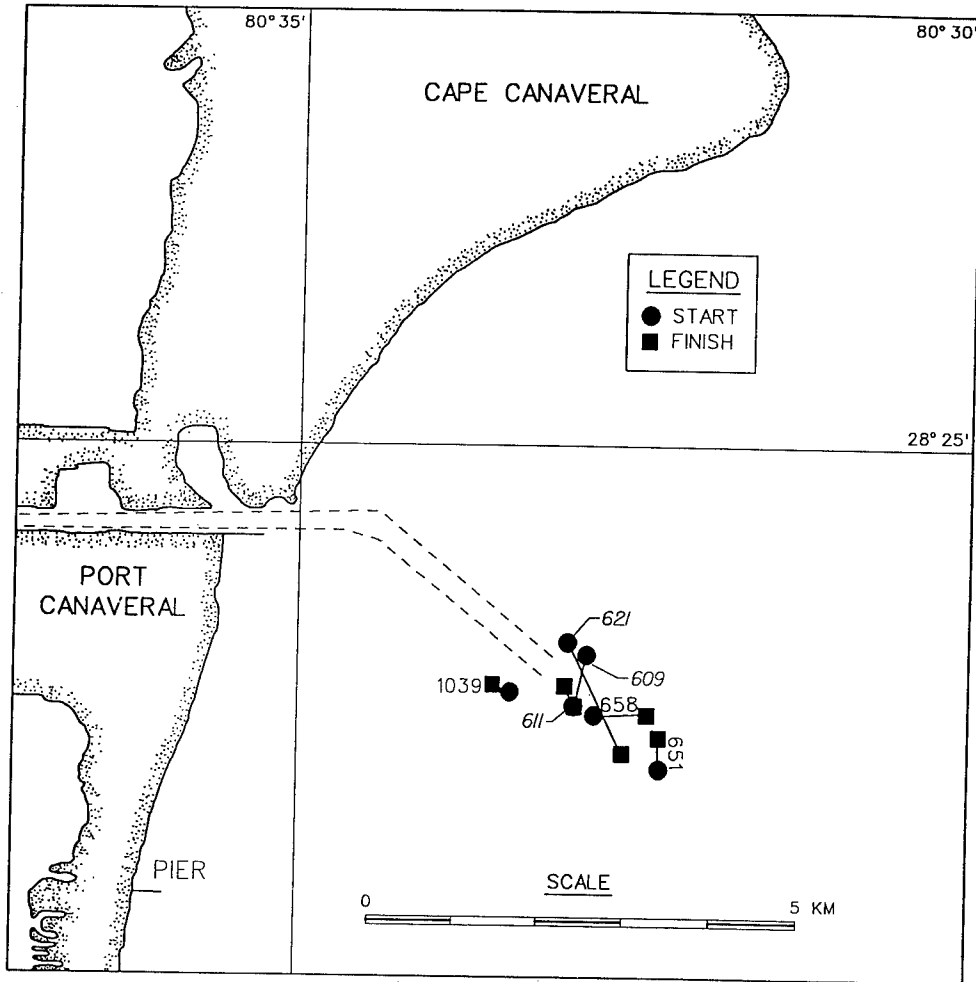 80° 35'
80° 30'
CAPE CANAVERAL
LEGEND
START
FINISH
28° 25'
PORT
CANAVERAL
621
609
1039
611
658
651
PIER
SCALE
0
5 KM